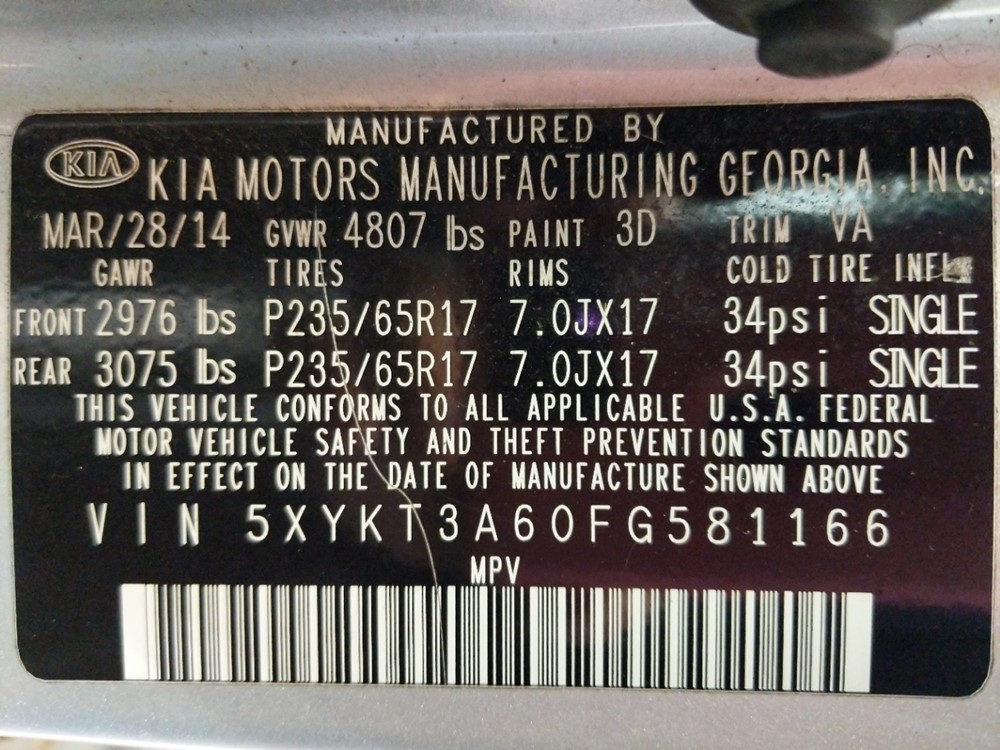 MANUFACTURED BY
KIA KIA MOTORS MANUFACTURING GEORGIA, INC.
MAR/28/14 GVWR 4807 lbs PAINT 3D TRIM VA
GAWR TIRES RIMS COLD TIRE INFL
FRONT 2976 lbs P235/65R17 7.0JX17 34psi SINGLE
REAR 3075 lbs P235/65R17 7.0JX17 34psi SINGLE
THIS VEHICLE CONFORMS TO ALL APPLICABLE U.S.A. FEDERAL
MOTOR VEHICLE SAFETY AND THEFT PREVENTION STANDARDS
IN EFFECT ON THE DATE OF MANUFACTURE SHOWN ABOVE
VIN 5XYKT3A60FG581166
MPV